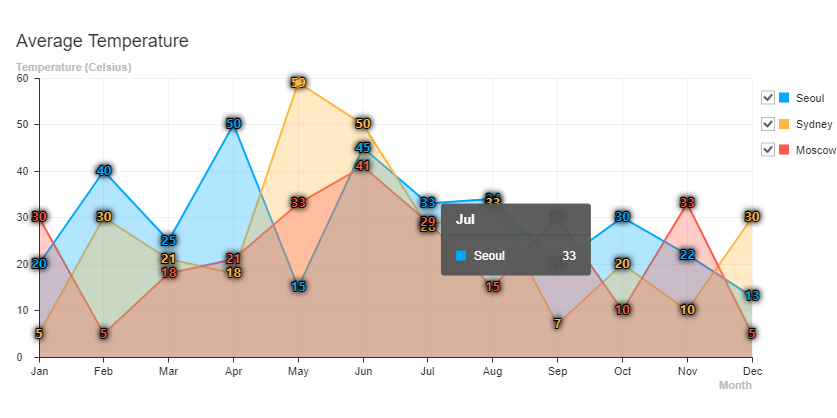 Average Temperature
Temperature (Celsius)
60
50
40
30
20
10
0
Jan Feb Mar Apr May Jun Jul Aug Sep Oct Nov Dec
Month
Seoul
Sydney
Moscow
59
50 50
45
40 41
30 30 33 33 34 33 30 33 30
25 29
20 21 21 20 22
18 18 15 15 13
5 5 7 10 10 5
Jul
Seoul 33